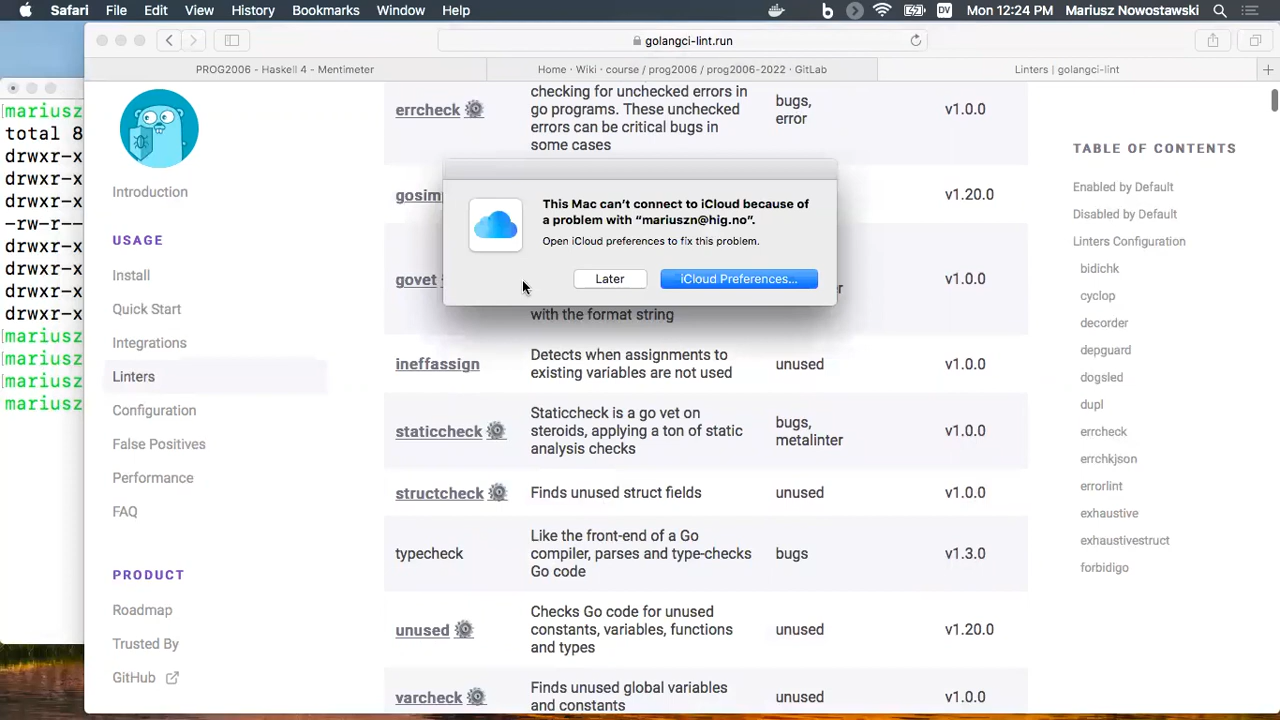 Safari File Edit View History Bookmarks Window Help
DV Mon 12:24 PM Mariusz Nowostawski
golangci-lint.run
PROG2006 - Haskell 4 - Mentimeter
Home · Wiki · course / prog2006 / prog2006-2022 · GitLab
Linters | golangci-lint
mariusz
total 8
drwxr-x
drwxr-x
drwxr-x
-rw-r--
drwxr-x
drwxr-x
drwxr-x
drwxr-x
mariusz
mariusz
mariusz
mariusz
Introduction
USAGE
Install
Quick Start
Integrations
Linters
Configuration
False Positives
Performance
FAQ
PRODUCT
Roadmap
Trusted By
GitHub
errcheck
checking for unchecked errors in
go programs. These unchecked
errors can be critical bugs in
some cases
bugs,
error
v1.0.0
gosim
v1.20.0
govet
with the format string
v1.0.0
ineffassign
Detects when assignments to
existing variables are not used
unused
v1.0.0
staticcheck
Staticcheck is a go vet on
steroids, applying a ton of static
analysis checks
bugs,
metalinter
v1.0.0
structcheck
Finds unused struct fields
unused
v1.0.0
typecheck
Like the front-end of a Go
compiler, parses and type-checks
Go code
bugs
v1.3.0
unused
Checks Go code for unused
constants, variables, functions
and types
unused
v1.20.0
varcheck
Finds unused global variables
and constants
unused
v1.0.0
This Mac can't connect to iCloud because of
a problem with “mariuszn@hig.no”.
Open iCloud preferences to fix this problem.
Later
iCloud Preferences...
TABLE OF CONTENTS
Enabled by Default
Disabled by Default
Linters Configuration
bidichk
cyclop
decorder
depguard
dogsled
dupl
errcheck
errchkjson
errorlint
exhaustive
exhaustivestruct
forbidigo